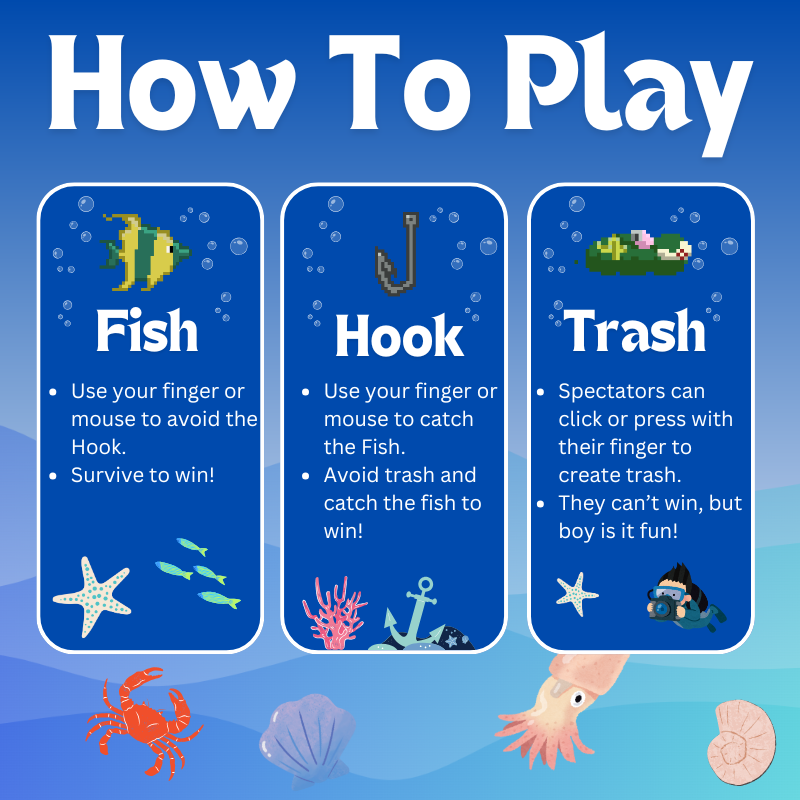 How To Play
Fish
• Use your finger or
mouse to avoid the
Hook.
• Survive to win!
Hook
• Use your finger or
mouse to catch
the Fish.
• Avoid trash and
catch the fish to
win!
Trash
• Spectators can
click or press with
their finger to
create trash.
• They can’t win, but
boy is it fun!